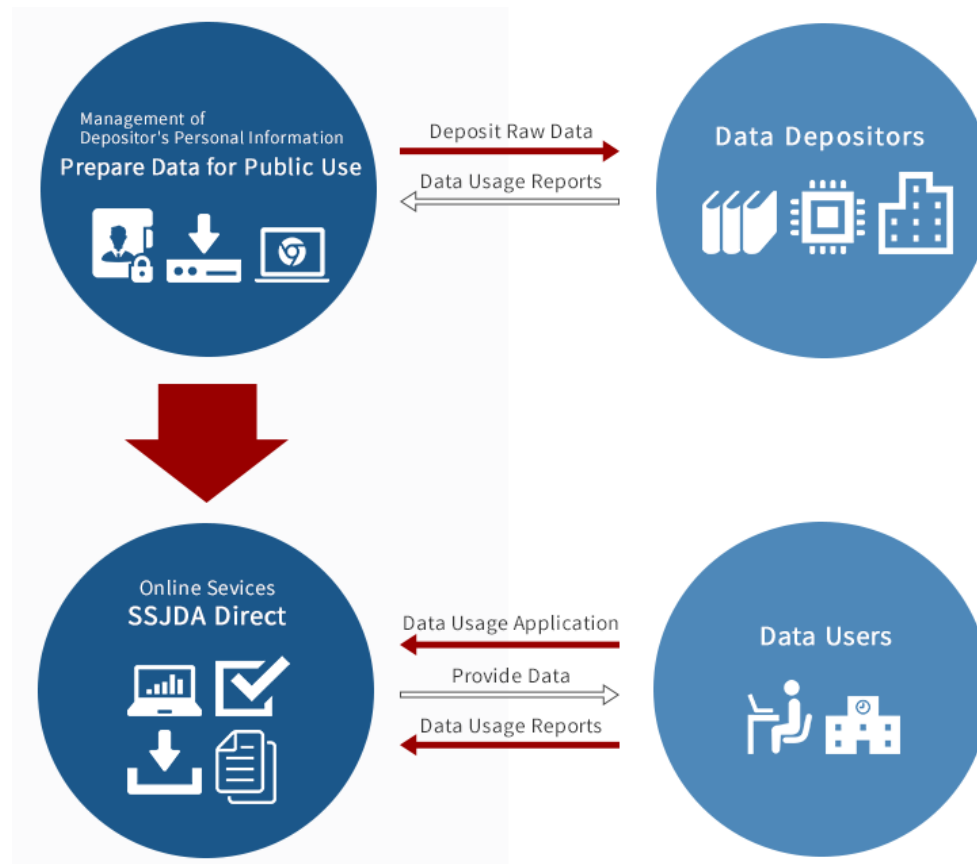 Management of
Depositor's Personal Information
Prepare Data for Public Use
Deposit Raw Data
Data Usage Reports
Data Depositors
Online Sevices
SSJDA Direct
Data Usage Application
Provide Data
Data Usage Reports
Data Users